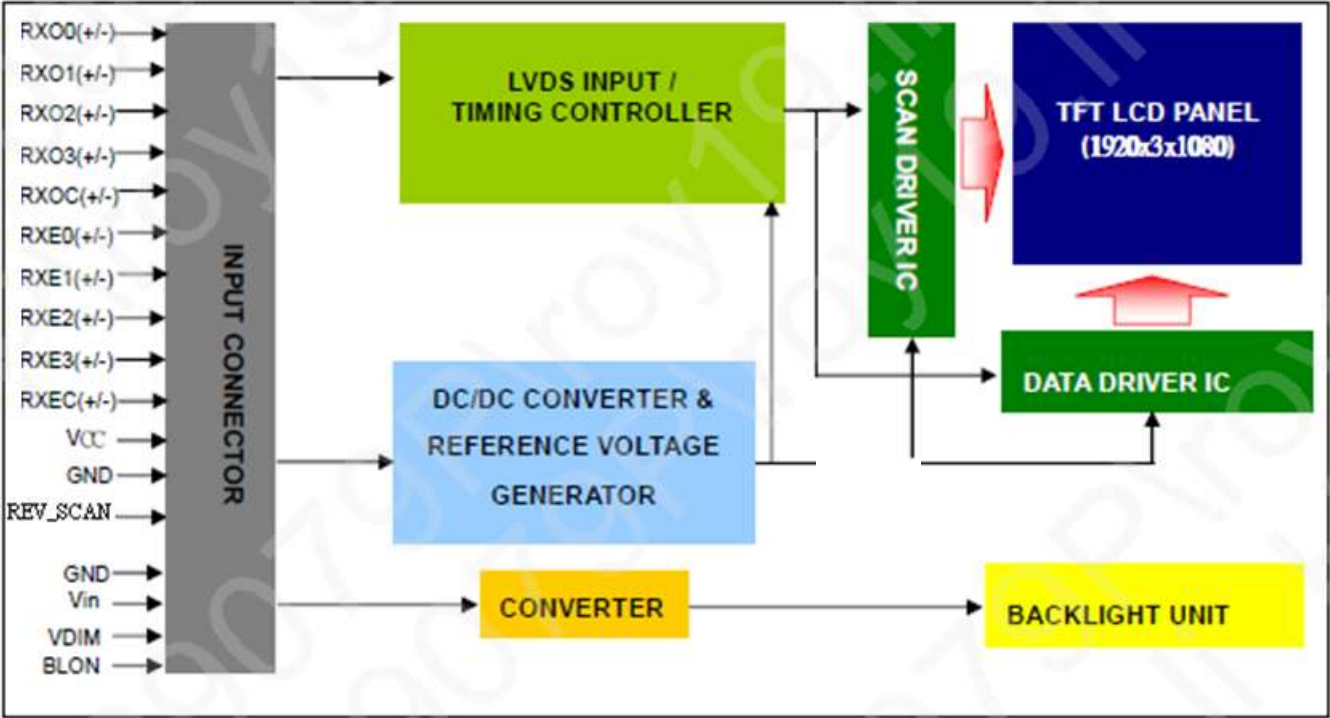 RXO0(+/-)
RXO1(+/-)
RXO2(+/-)
RXO3(+/-)
RXOC(+/-)
RXE0(+/-)
RXE1(+/-)
RXE2(+/-)
RXE3(+/-)
RXEC(+/-)
VCC
GND
REV_SCAN
GND
Vin
VDIM
BLON
INPUT CONNECTOR
LVDS INPUT /
TIMING CONTROLLER
DC/DC CONVERTER &
REFERENCE VOLTAGE
GENERATOR
CONVERTER
SCAN DRIVER IC
TFT LCD PANEL
(1920x3x1080)
DATA DRIVER IC
BACKLIGHT UNIT